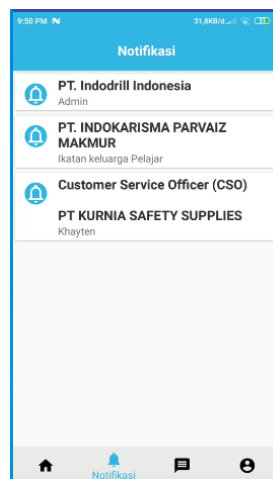 9:50 PM N 31,8KB/d 31
Notifikasi
PT. Indodrill Indonesia
Admin
PT. INDOKARISMA PARVAIZ
MAKMUR
Ikatan keluarga Pelajar
Customer Service Officer (CSO)
PT KURNIA SAFETY SUPPLIES
Khayten
Notifikasi